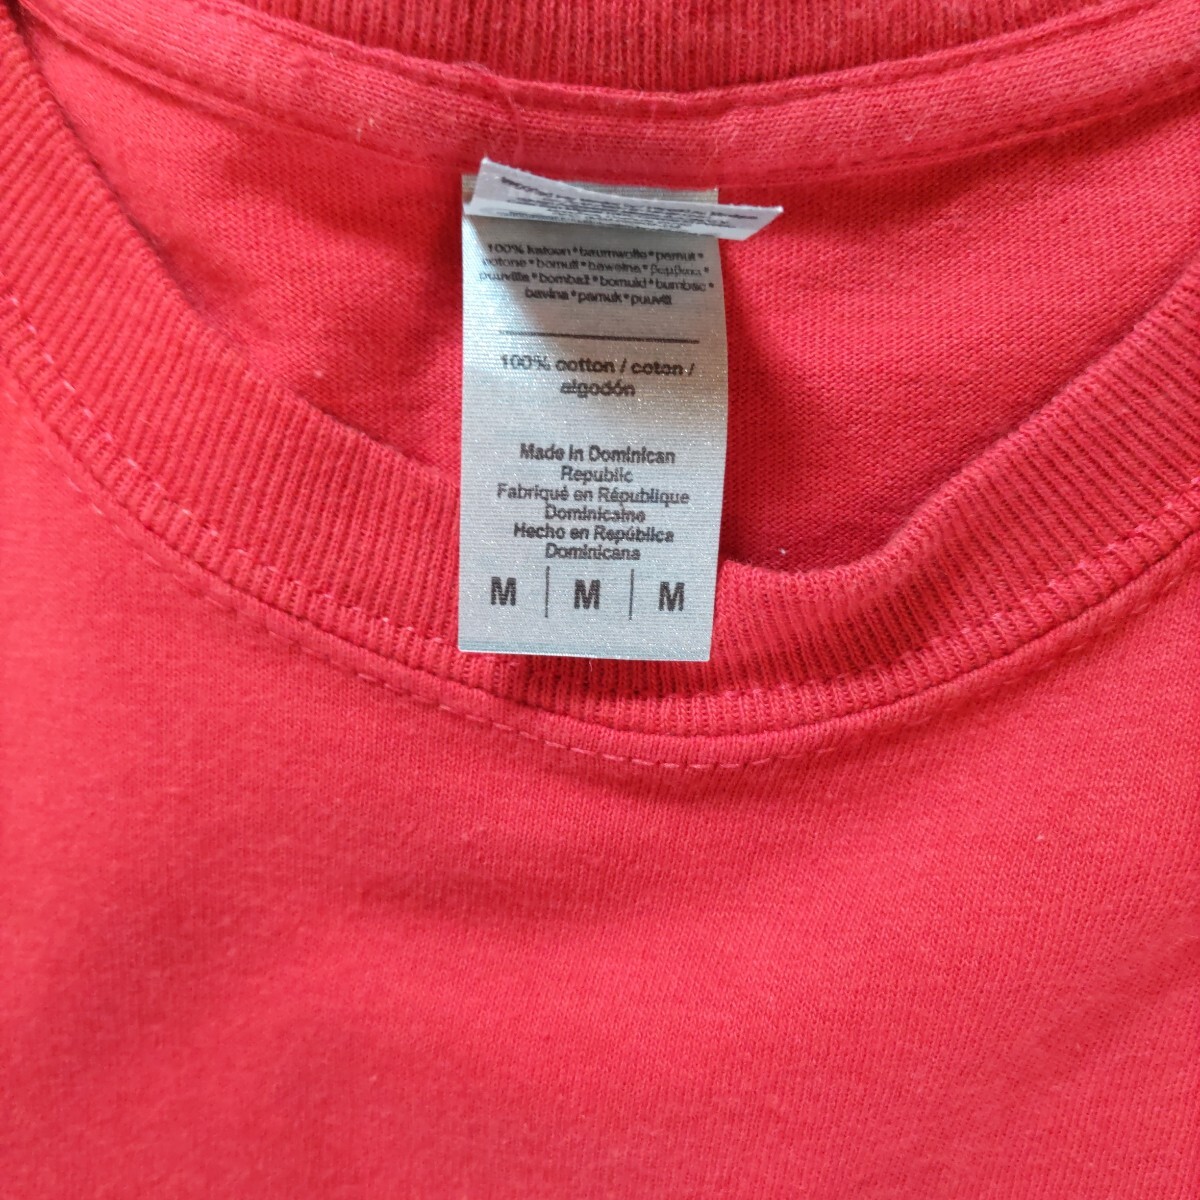 100% katoen*baumwolle*pamuk*
cotone*bomull*bawełna*βαμβάκι*
puuvilla*bombaž*bomuld*bumbac*
bavlna*pamuk*puuvill
100% cotton / coton /
algodón
Made in Dominican
Republic
Fabriqué en République
Dominicaine
Hecho en República
Dominicana
M | M | M